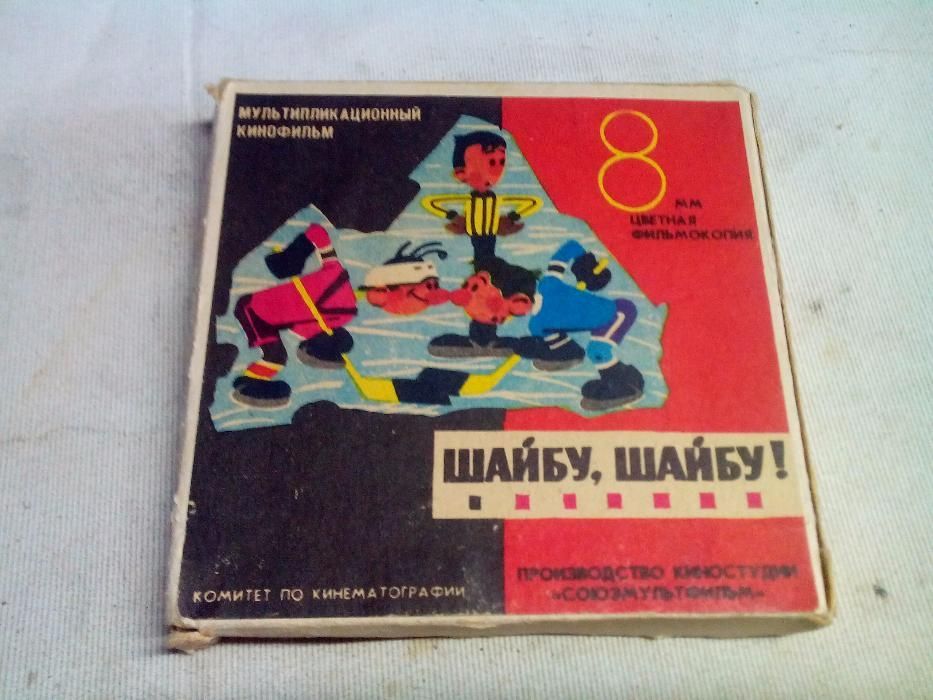 МУЛЬТИПЛИКАЦИОННЫЙ
КИНОФИЛЬМ
8
ММ
ЦВЕТНАЯ
ФИЛЬМОКОПИЯ
ШАЙБУ, ШАЙБУ!
ПРОИЗВОДСТВО КИНОСТУДИИ
«СОЮЗМУЛЬТФИЛЬМ»
КОМИТЕТ ПО КИНЕМАТОГРАФИИ